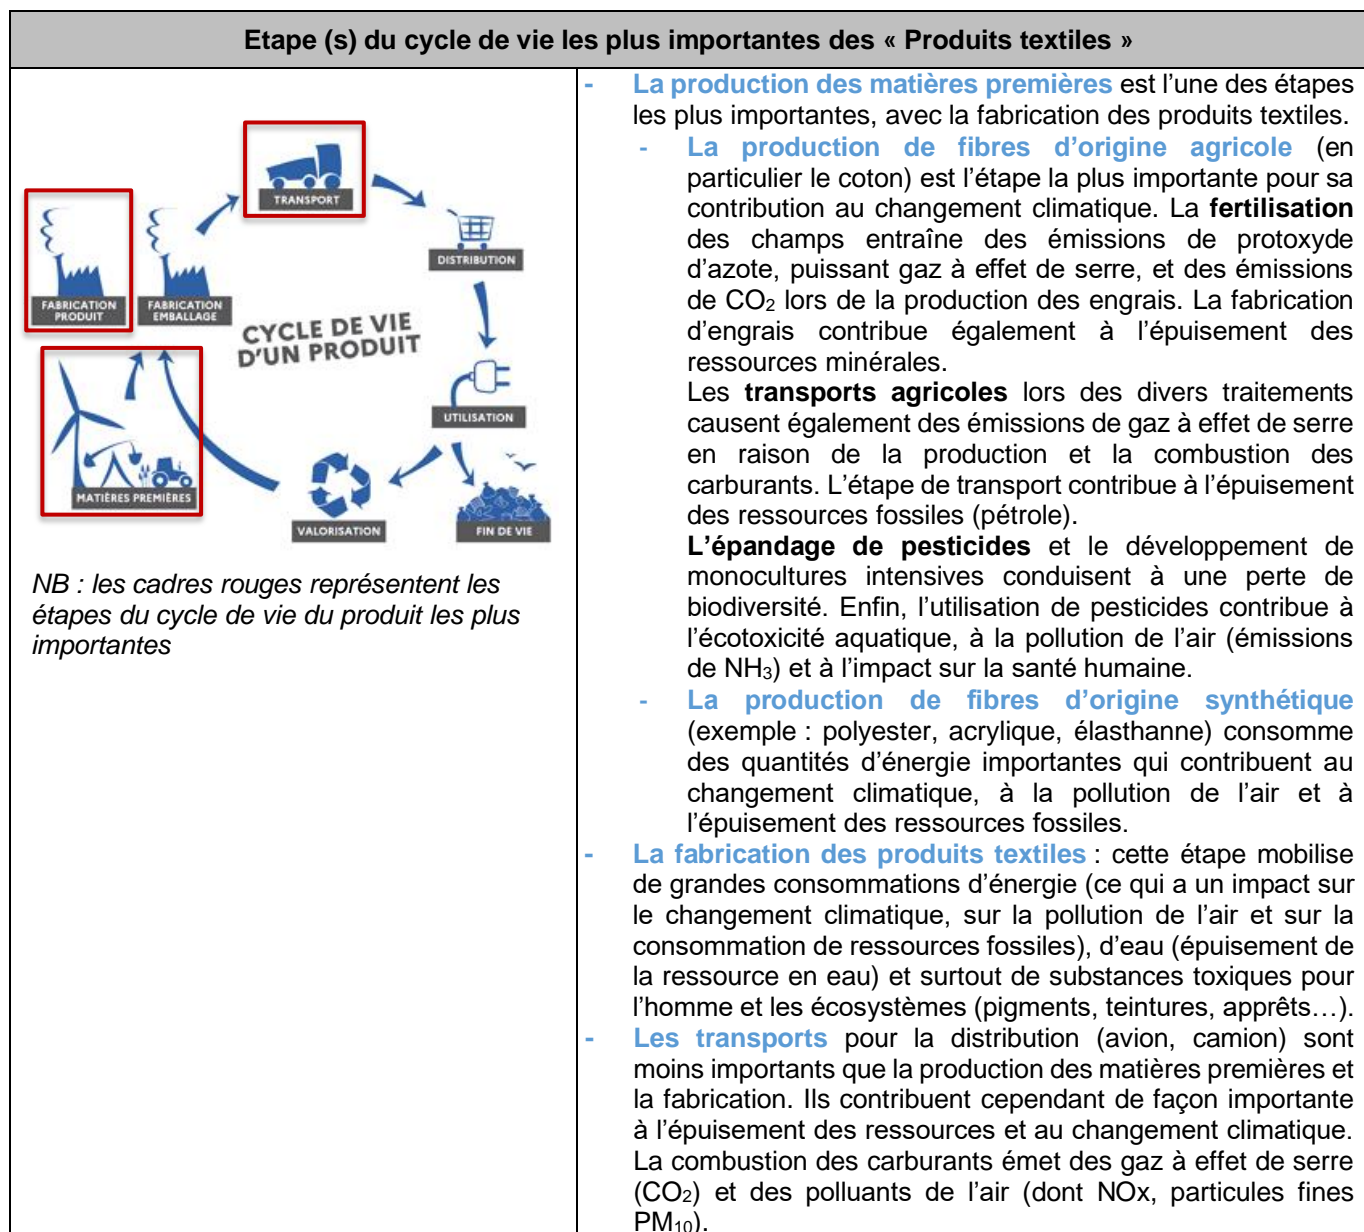 Etape (s) du cycle de vie les plus importantes des « Produits textiles »
TRANSPORT
DISTRIBUTION
FABRICATION
PRODUIT
FABRICATION
EMBALLAGE
CYCLE DE VIE
D'UN PRODUIT
UTILISATION
MATIÈRES PREMIÈRES
VALORISATION
FIN DE VIE
NB : les cadres rouges représentent les
étapes du cycle de vie du produit les plus
importantes
- La production des matières premières est l’une des étapes
les plus importantes, avec la fabrication des produits textiles.
- La production de fibres d’origine agricole (en
particulier le coton) est l’étape la plus importante pour sa
contribution au changement climatique. La fertilisation
des champs entraîne des émissions de protoxyde
d’azote, puissant gaz à effet de serre, et des émissions
de CO₂ lors de la production des engrais. La fabrication
d’engrais contribue également à l’épuisement des
ressources minérales.
Les transports agricoles lors des divers traitements
causent également des émissions de gaz à effet de serre
en raison de la production et la combustion des
carburants. L’étape de transport contribue à l’épuisement
des ressources fossiles (pétrole).
L’épandage de pesticides et le développement de
monocultures intensives conduisent à une perte de
biodiversité. Enfin, l’utilisation de pesticides contribue à
l’écotoxicité aquatique, à la pollution de l’air (émissions
de NH₃) et à l’impact sur la santé humaine.
- La production de fibres d’origine synthétique
(exemple : polyester, acrylique, élasthanne) consomme
des quantités d’énergie importantes qui contribuent au
changement climatique, à la pollution de l’air et à
l’épuisement des ressources fossiles.
- La fabrication des produits textiles : cette étape mobilise
de grandes consommations d’énergie (ce qui a un impact sur
le changement climatique, sur la pollution de l’air et sur la
consommation de ressources fossiles), d’eau (épuisement de
la ressource en eau) et surtout de substances toxiques pour
l’homme et les écosystèmes (pigments, teintures, apprêts…).
- Les transports pour la distribution (avion, camion) sont
moins importants que la production des matières premières et
la fabrication. Ils contribuent cependant de façon importante
à l’épuisement des ressources et au changement climatique.
La combustion des carburants émet des gaz à effet de serre
(CO₂) et des polluants de l’air (dont NOx, particules fines
PM₁₀).